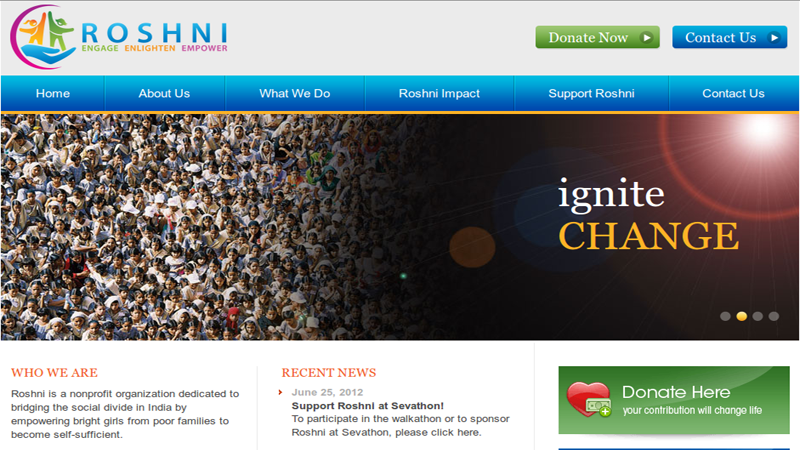 ROSHNI
ENGAGE ENLIGHTEN EMPOWER
Donate Now
Contact Us
Home
About Us
What We Do
Roshni Impact
Support Roshni
Contact Us
ignite
CHANGE
WHO WE ARE
Roshni is a nonprofit organization dedicated to
bridging the social divide in India by
empowering bright girls from poor families to
become self-sufficient.
RECENT NEWS
June 25, 2012
Support Roshni at Sevathon!
To participate in the walkathon or to sponsor
Roshni at Sevathon, please click here.
Donate Here
your contribution will change life